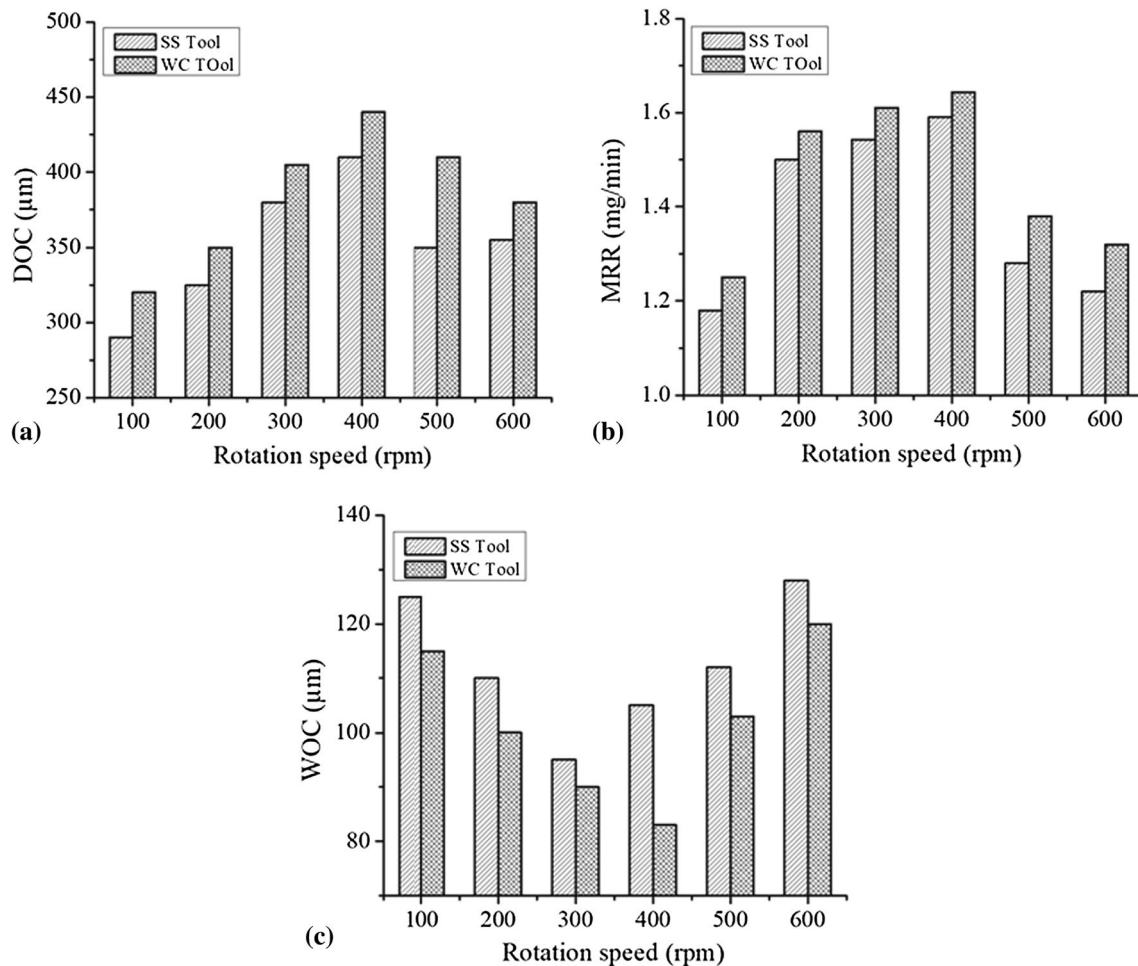 500
450
400
350
300
250
DOC (µm)
SS Tool
WC TOol
100 200 300 400 500 600
Rotation speed (rpm)
(a)
1.8
1.6
1.4
1.2
1.0
MRR (mg/min)
SS Tool
WC Tool
100 200 300 400 500 600
Rotation speed (rpm)
(b)
140
120
100
80
WOC (µm)
SS Tool
WC Tool
100 200 300 400 500 600
Rotation speed (rpm)
(c)